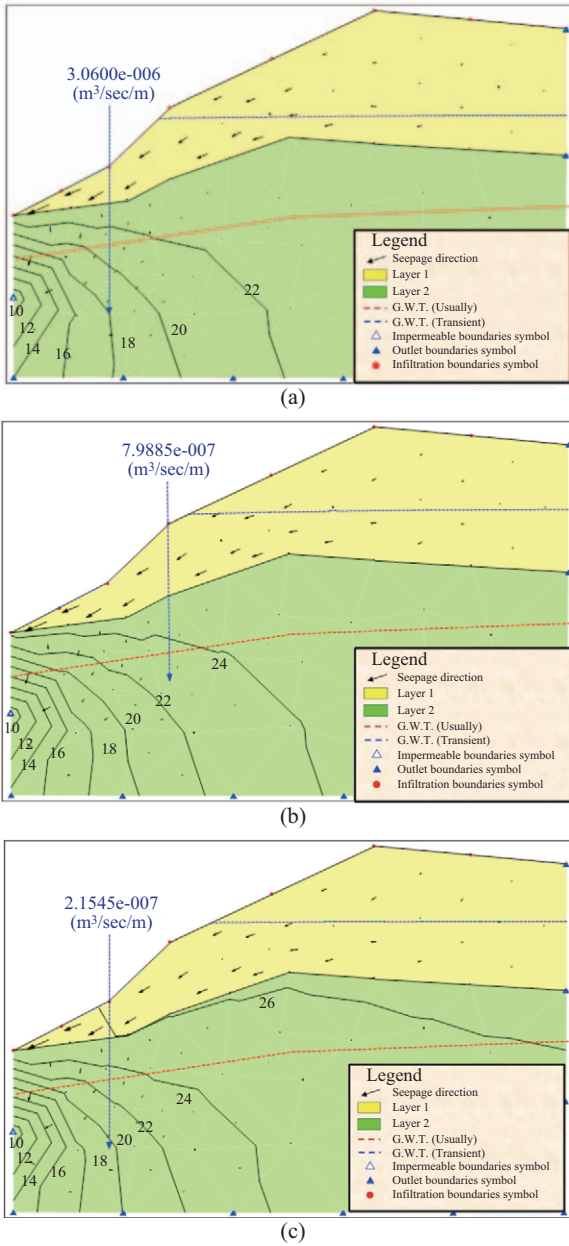 3.0600e-006
(m³/sec/m)
22
20
18
16
14
12
10
Legend
Seepage direction
Layer 1
Layer 2
G.W.T. (Usually)
G.W.T. (Transient)
Impermeable boundaries symbol
Outlet boundaries symbol
Infiltration boundaries symbol
(a)
7.9885e-007
(m³/sec/m)
24
22
20
18
16
14
12
10
Legend
Seepage direction
Layer 1
Layer 2
G.W.T. (Usually)
G.W.T. (Transient)
Impermeable boundaries symbol
Outlet boundaries symbol
Infiltration boundaries symbol
(b)
2.1545e-007
(m³/sec/m)
26
24
22
20
18
16
14
12
10
Legend
Seepage direction
Layer 1
Layer 2
G.W.T. (Usually)
G.W.T. (Transient)
Impermeable boundaries symbol
Outlet boundaries symbol
Infiltration boundaries symbol
(c)